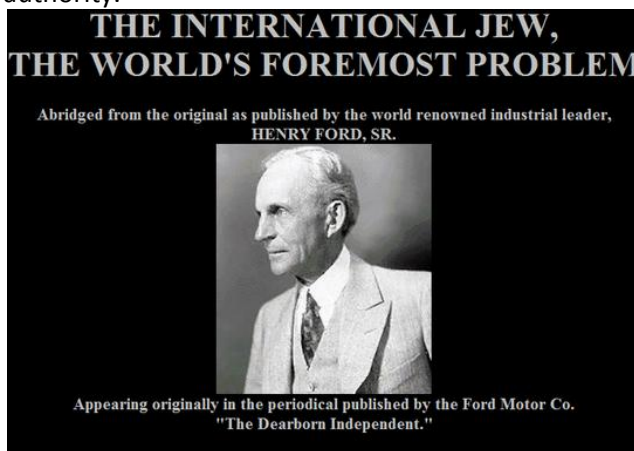 authority.
THE INTERNATIONAL JEW,
THE WORLD'S FOREMOST PROBLEM
Abridged from the original as published by the world renowned industrial leader,
HENRY FORD, SR.
Appearing originally in the periodical published by the Ford Motor Co.
"The Dearborn Independent."